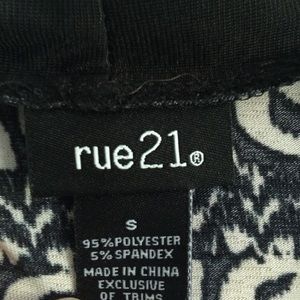 rue21®
S
95%POLYESTER
5%SPANDEX
MADE IN CHINA
EXCLUSIVE
OF TRIMS